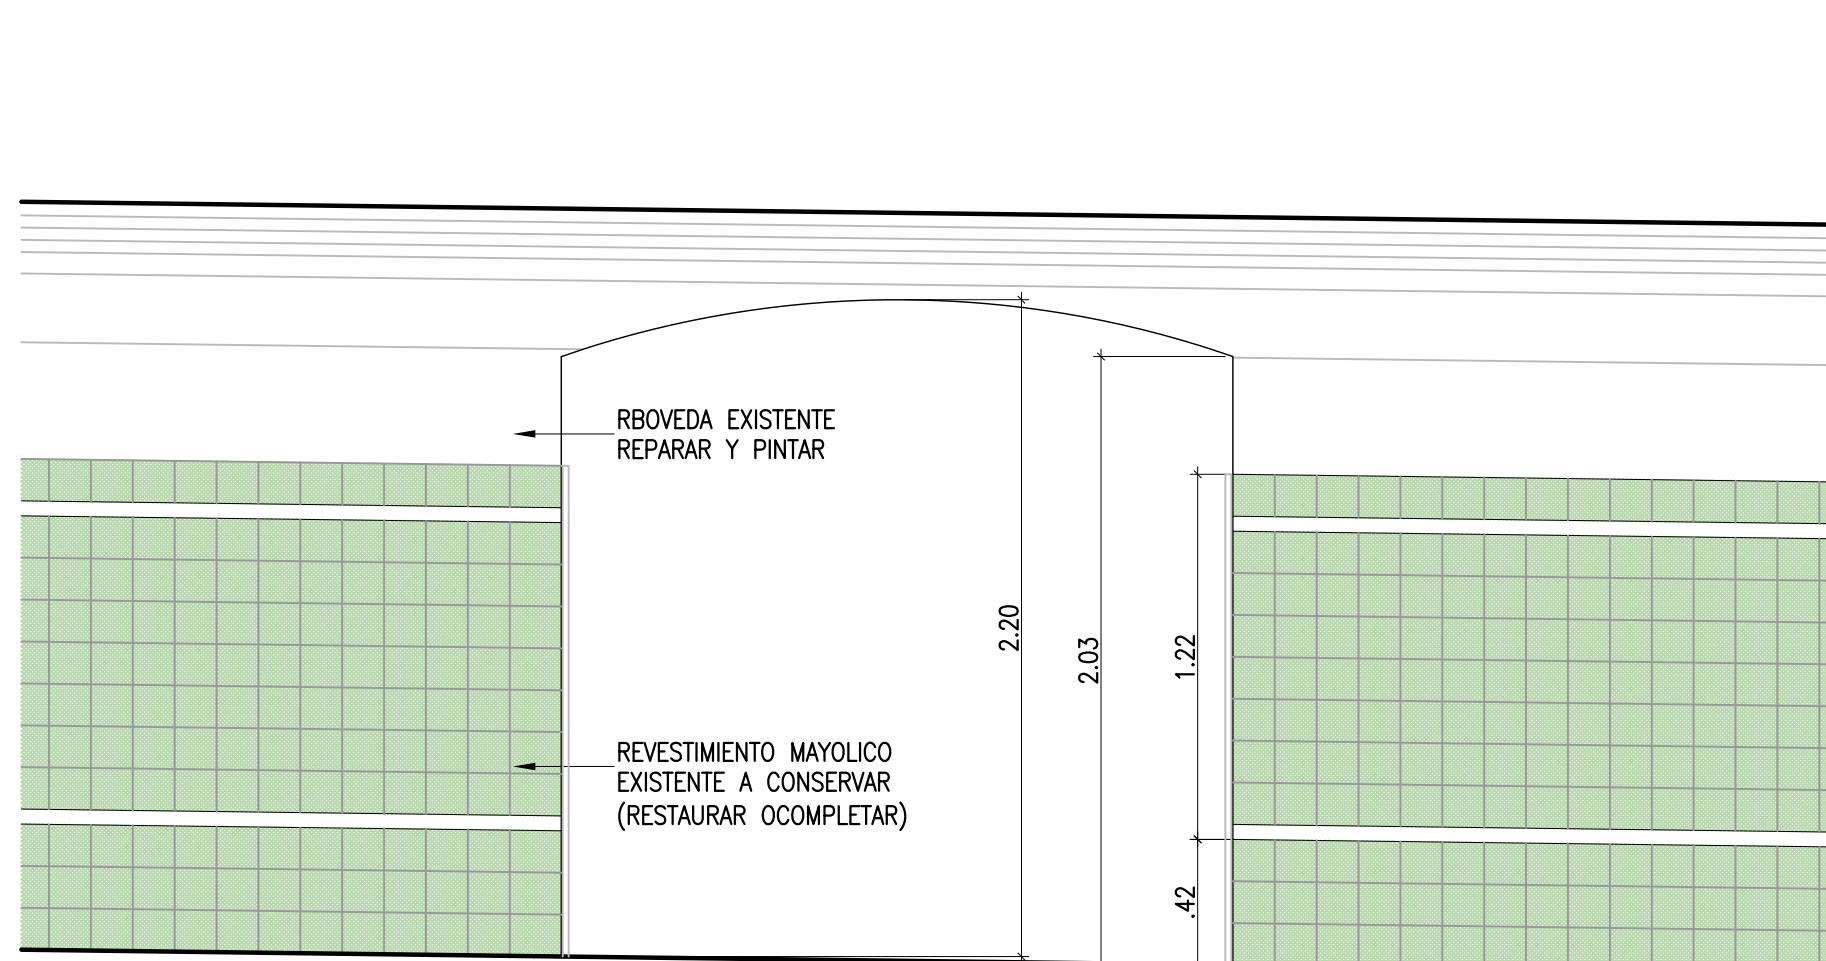 RBOVEDA EXISTENTE
REPARAR Y PINTAR
2.20
2.03
1.22
REVESTIMIENTO MAYOLICO
EXISTENTE A CONSERVAR
(RESTAURAR OCOMPLETAR)
.42